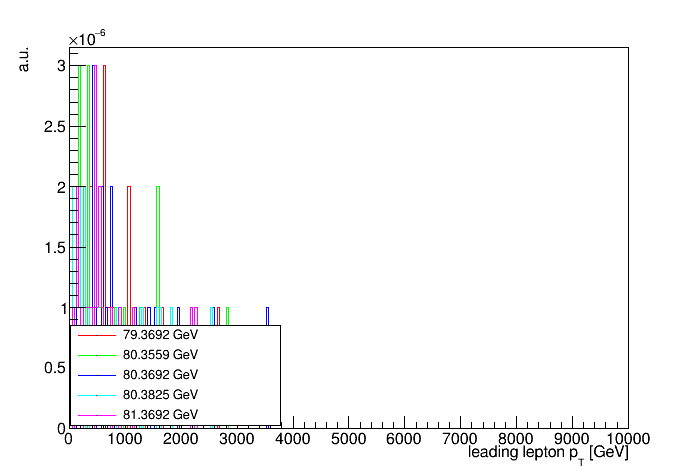 ×10⁻⁶
a.u.
3
2.5
2
1.5
1
0.5
0
79.3692 GeV
80.3559 GeV
80.3692 GeV
80.3825 GeV
81.3692 GeV
0 1000 2000 3000 4000 5000 6000 7000 8000 9000 10000
leading lepton p_T [GeV]